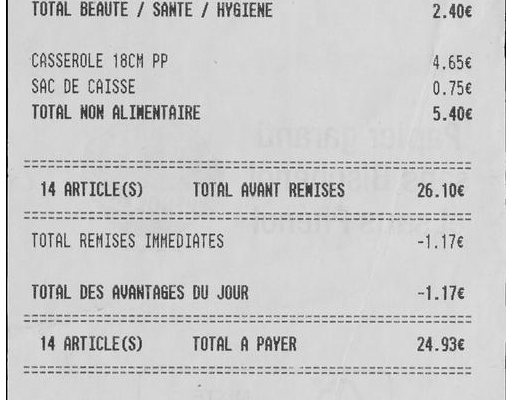 TOTAL BEAUTE / SANTE / HYGIENE 2.40€
CASSEROLE 18CM PP 4.65€
SAC DE CAISSE 0.75€
TOTAL NON ALIMENTAIRE 5.40€
14 ARTICLE(S) TOTAL AVANT REMISES 26.10€
TOTAL REMISES IMMEDIATES -1.17€
TOTAL DES AVANTAGES DU JOUR -1.17€
14 ARTICLE(S) TOTAL A PAYER 24.93€